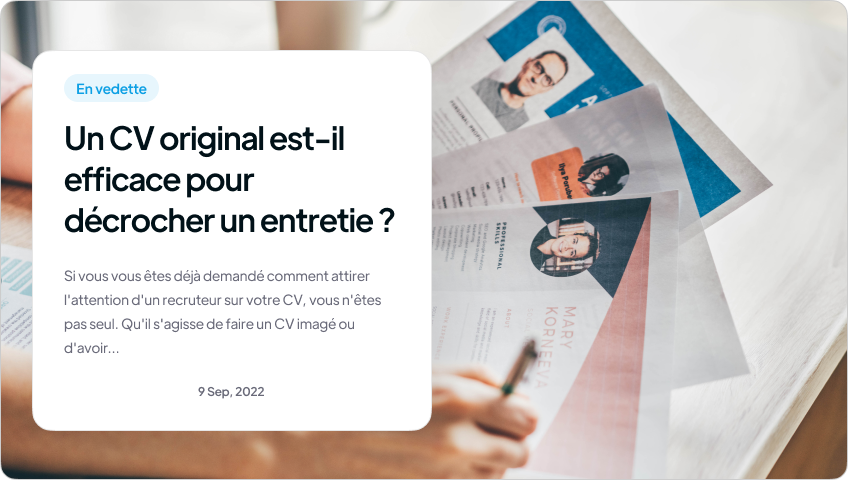 En vedette
Un CV original est-il
efficace pour
décrocher un entretie ?
Si vous vous êtes déjà demandé comment attirer
l'attention d'un recruteur sur votre CV, vous n'êtes
pas seul. Qu'il s'agisse de faire un CV imagé ou
d'avoir...
9 Sep, 2022
PROFESSIONAL
SKILLS
MARY
KORNEEVA